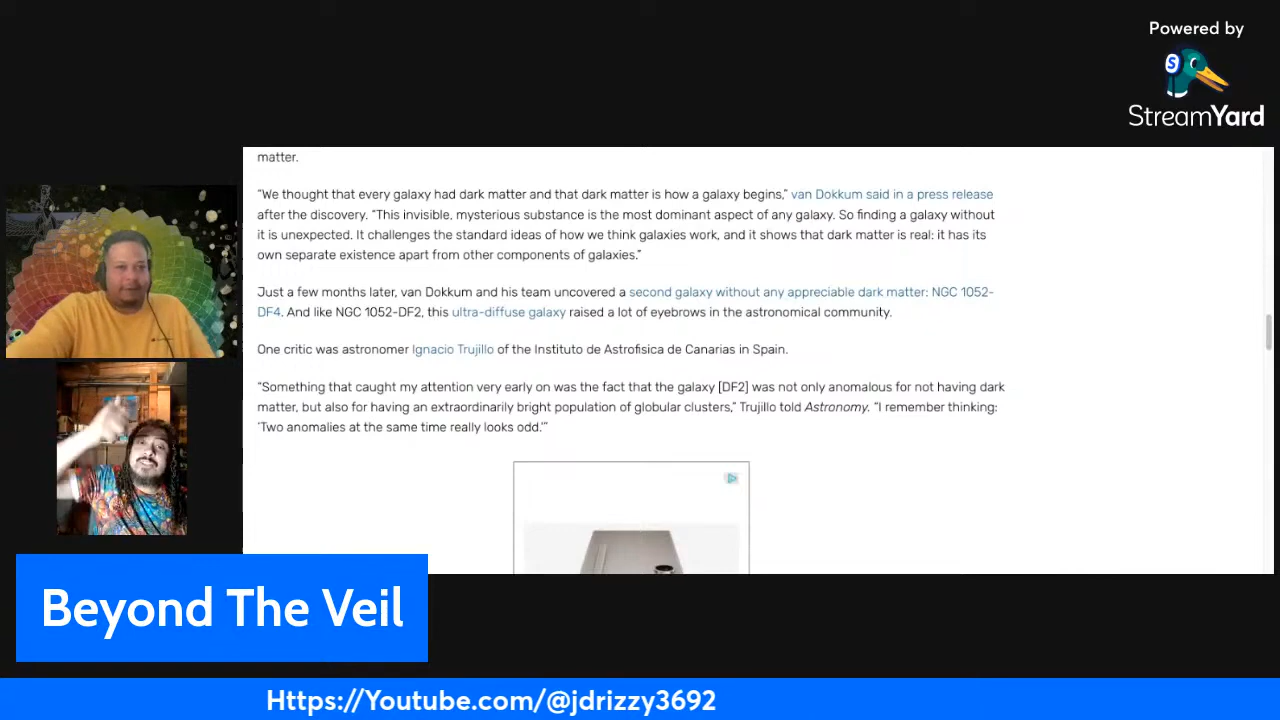 Powered by
StreamYard
matter.
“We thought that every galaxy had dark matter and that dark matter is how a galaxy begins,” van Dokkum said in a press release
after the discovery. “This invisible, mysterious substance is the most dominant aspect of any galaxy. So finding a galaxy without
it is unexpected. It challenges the standard ideas of how we think galaxies work, and it shows that dark matter is real: it has its
own separate existence apart from other components of galaxies.”
Just a few months later, van Dokkum and his team uncovered a second galaxy without any appreciable dark matter: NGC 1052-
DF4. And like NGC 1052-DF2, this ultra-diffuse galaxy raised a lot of eyebrows in the astronomical community.
One critic was astronomer Ignacio Trujillo of the Instituto de Astrofisica de Canarias in Spain.
“Something that caught my attention very early on was the fact that the galaxy [DF2] was not only anomalous for not having dark
matter, but also for having an extraordinarily bright population of globular clusters,” Trujillo told Astronomy. “I remember thinking:
‘Two anomalies at the same time really looks odd.’”
Beyond The Veil
Https://Youtube.com/@jdrizzy3692